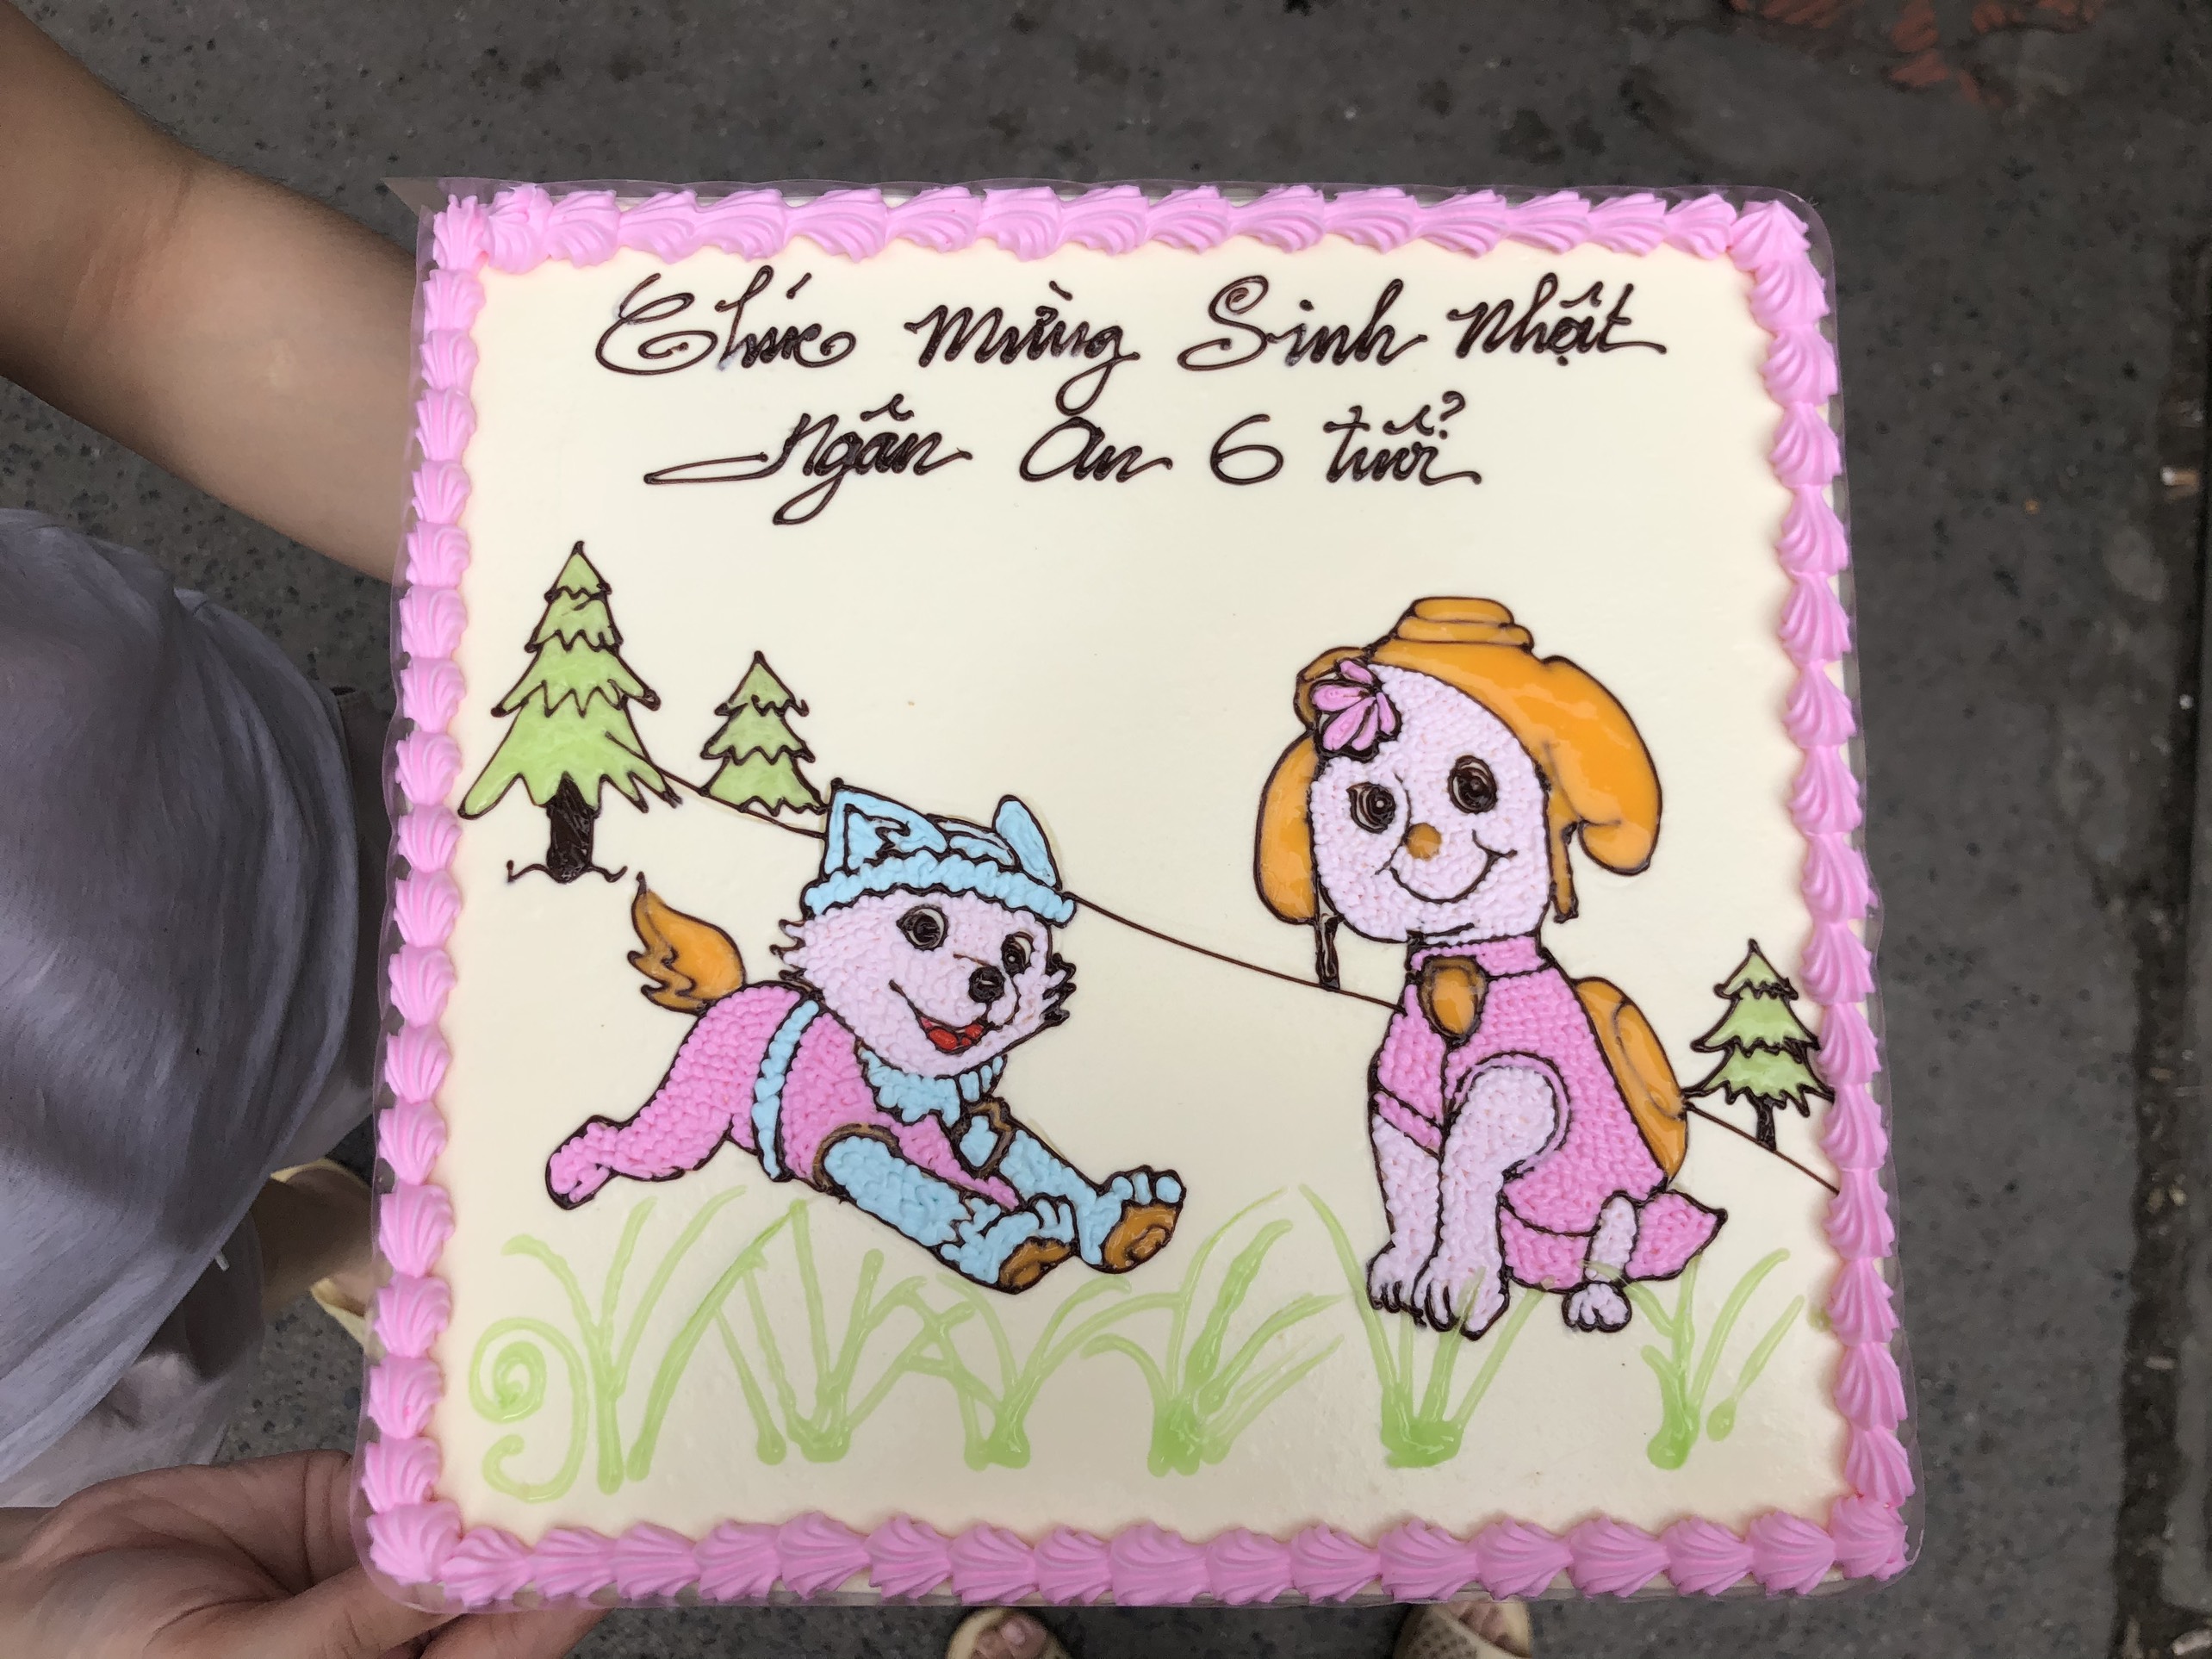 Chúc Mừng Sinh Nhật
Ngân An 6 tuổi